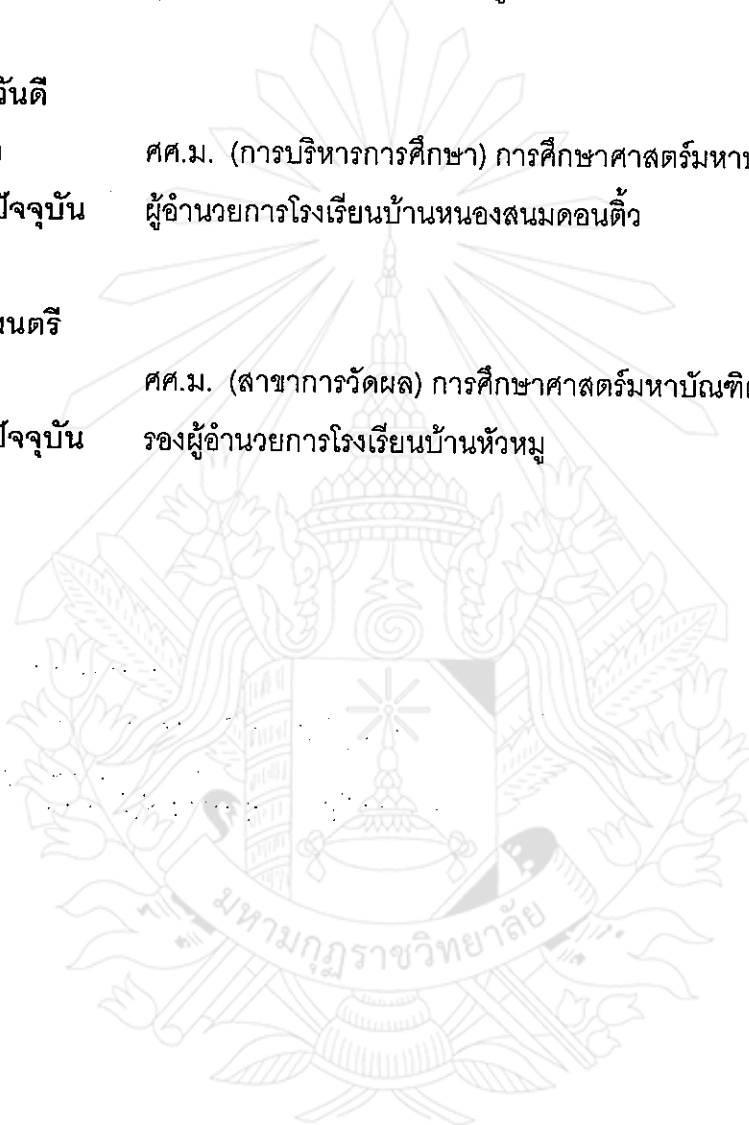 วันดี
ศศ.ม. (การบริหารการศึกษา) การศึกษาศาสตร์มหาบ
ปัจจุบัน ผู้อำนวยการโรงเรียนบ้านหนองสนมดอนติ้ว
นตรี
ศศ.ม. (สาขาการวัดผล) การศึกษาศาสตร์มหาบัณฑิต
ปัจจุบัน รองผู้อำนวยการโรงเรียนบ้านหัวหมู
มหามกุฏราชวิทยาลัย